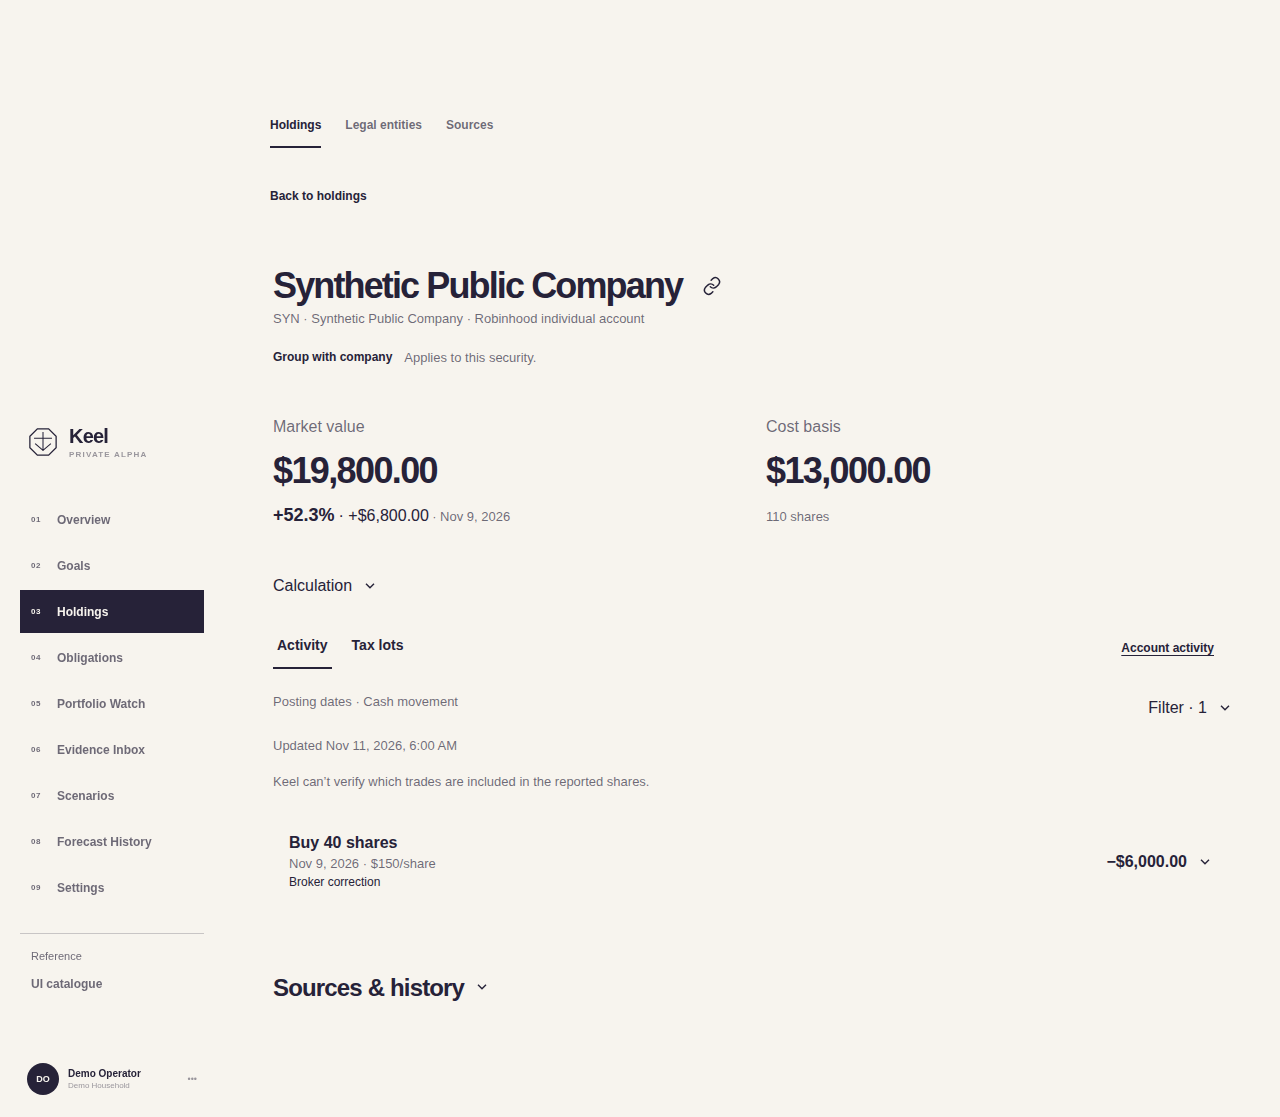 Holdings
Legal entities
Sources
Back to holdings
Synthetic Public Company
SYN · Synthetic Public Company · Robinhood individual account
Group with company
Applies to this security.
Keel
PRIVATE ALPHA
01 Overview
02 Goals
03 Holdings
04 Obligations
05 Portfolio Watch
06 Evidence Inbox
07 Scenarios
08 Forecast History
09 Settings
Reference
UI catalogue
DO
Demo Operator
Demo Household
Market value
$19,800.00
+52.3% · +$6,800.00 · Nov 9, 2026
Cost basis
$13,000.00
110 shares
Calculation
Activity
Tax lots
Account activity
Posting dates · Cash movement
Filter · 1
Updated Nov 11, 2026, 6:00 AM
Keel can’t verify which trades are included in the reported shares.
Buy 40 shares
Nov 9, 2026 · $150/share
Broker correction
−$6,000.00
Sources & history